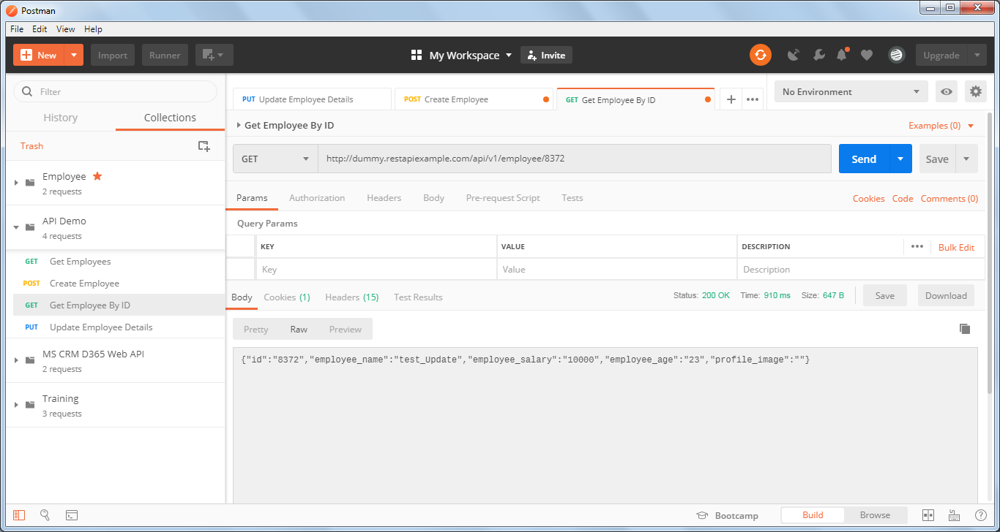 Postman
File Edit View Help
New Import Runner My Workspace Invite Upgrade
Filter
History Collections
Trash
Employee
2 requests
API Demo
4 requests
GET Get Employees
POST Create Employee
GET Get Employee By ID
PUT Update Employee Details
MS CRM D365 Web API
2 requests
Training
3 requests
PUT Update Employee Details POST Create Employee GET Get Employee By ID + ••• No Environment
Get Employee By ID Examples (0)
GET http://dummy.restapiexample.com/api/v1/employee/8372 Send Save
Params Authorization Headers Body Pre-request Script Tests Cookies Code Comments (0)
Query Params
KEY VALUE DESCRIPTION ••• Bulk Edit
Key Value Description
Body Cookies (1) Headers (15) Test Results Status: 200 OK Time: 910 ms Size: 647 B Save Download
Pretty Raw Preview
{"id":"8372","employee_name":"test_Update","employee_salary":"10000","employee_age":"23","profile_image":""}
Bootcamp Build Browse ?